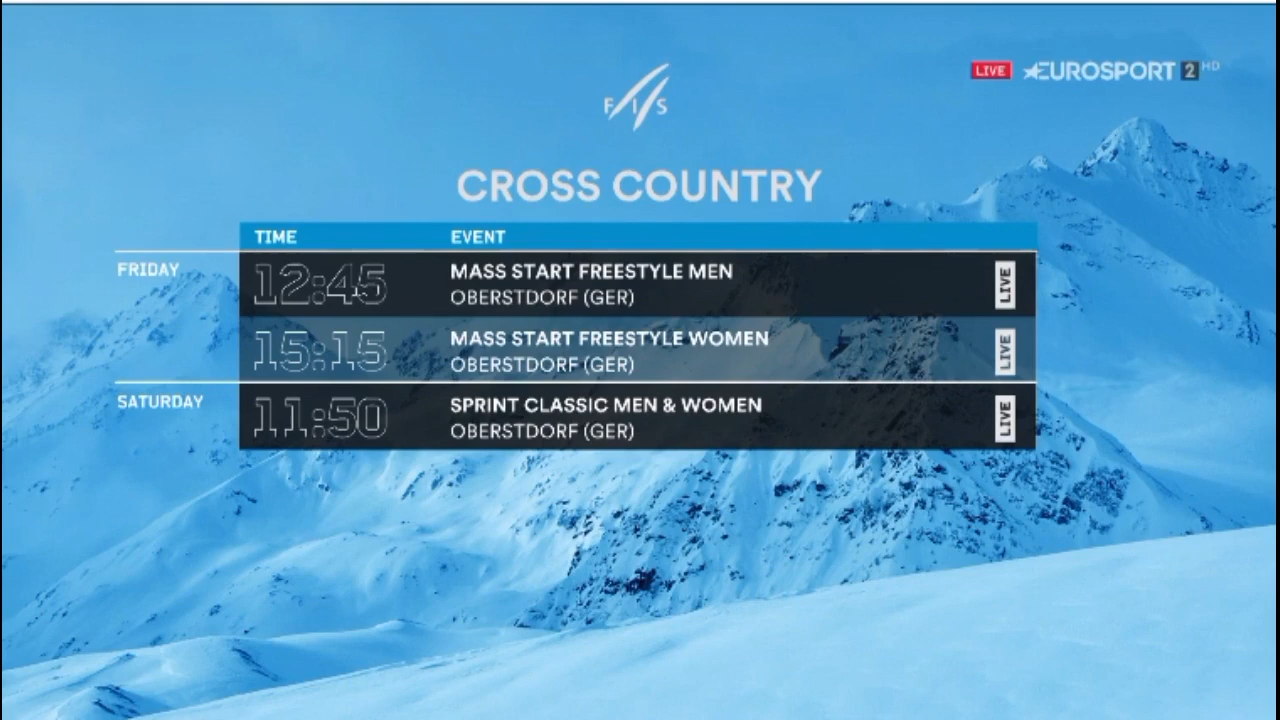 LIVE EUROSPORT 2 HD
FIS
CROSS COUNTRY
TIME EVENT
FRIDAY 12:45 MASS START FREESTYLE MEN LIVE
OBERSTDORF (GER)
15:15 MASS START FREESTYLE WOMEN LIVE
OBERSTDORF (GER)
SATURDAY 11:50 SPRINT CLASSIC MEN & WOMEN LIVE
OBERSTDORF (GER)